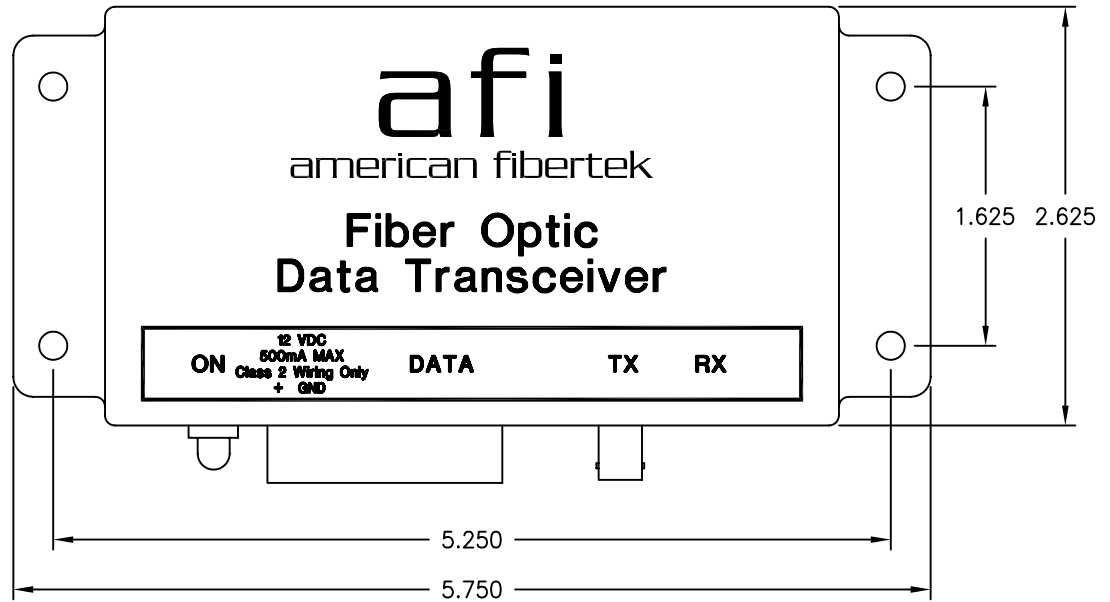 afi
american fibertek
Fiber Optic
Data Transceiver
ON
12 VDC
500mA MAX
Class 2 Wiring Only
+ GND
DATA
TX
RX
1.625
2.625
5.250
5.750